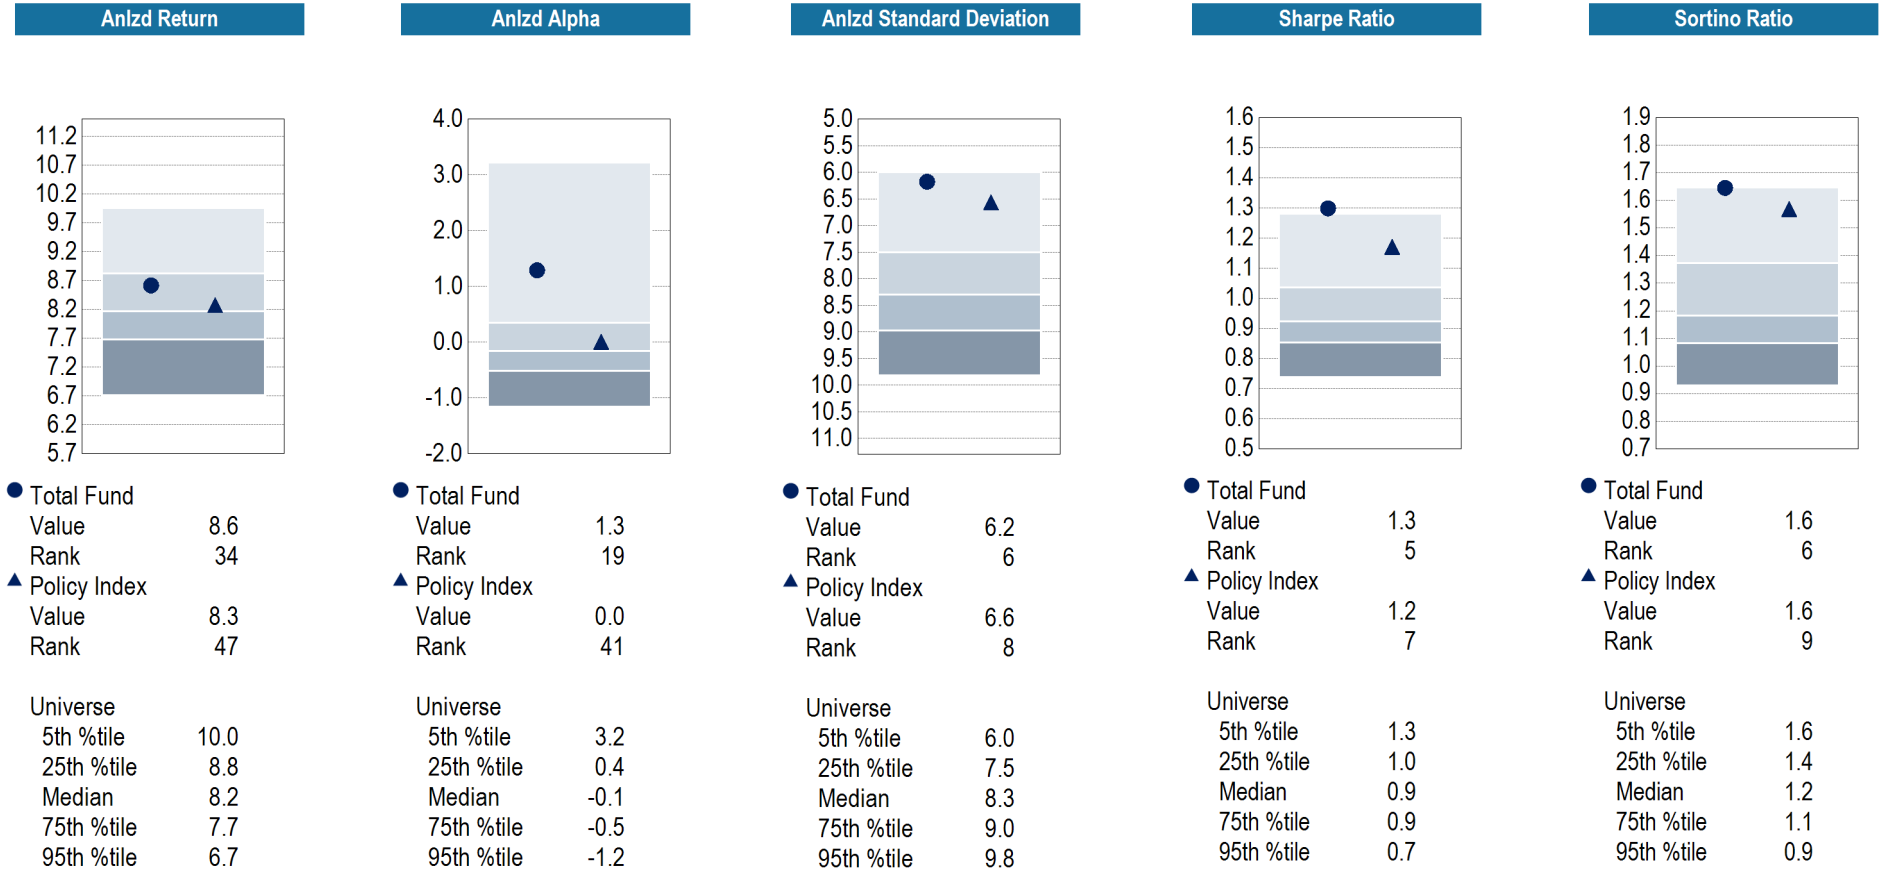 Anlzd Return
11.2
10.7
10.2
9.7
9.2
8.7
8.2
7.7
7.2
6.7
6.2
5.7
Total Fund
Value 8.6
Rank 34
Policy Index
Value 8.3
Rank 47
Universe
5th %tile 10.0
25th %tile 8.8
Median 8.2
75th %tile 7.7
95th %tile 6.7
Anlzd Alpha
4.0
3.0
2.0
1.0
0.0
-1.0
-2.0
Total Fund
Value 1.3
Rank 19
Policy Index
Value 0.0
Rank 41
Universe
5th %tile 3.2
25th %tile 0.4
Median -0.1
75th %tile -0.5
95th %tile -1.2
Anlzd Standard Deviation
5.0
5.5
6.0
6.5
7.0
7.5
8.0
8.5
9.0
9.5
10.0
10.5
11.0
Total Fund
Value 6.2
Rank 6
Policy Index
Value 6.6
Rank 8
Universe
5th %tile 6.0
25th %tile 7.5
Median 8.3
75th %tile 9.0
95th %tile 9.8
Sharpe Ratio
1.6
1.5
1.4
1.3
1.2
1.1
1.0
0.9
0.8
0.7
0.6
0.5
Total Fund
Value 1.3
Rank 5
Policy Index
Value 1.2
Rank 7
Universe
5th %tile 1.3
25th %tile 1.0
Median 0.9
75th %tile 0.9
95th %tile 0.7
Sortino Ratio
1.9
1.8
1.7
1.6
1.5
1.4
1.3
1.2
1.1
1.0
0.9
0.8
0.7
Total Fund
Value 1.6
Rank 6
Policy Index
Value 1.6
Rank 9
Universe
5th %tile 1.6
25th %tile 1.4
Median 1.2
75th %tile 1.1
95th %tile 0.9